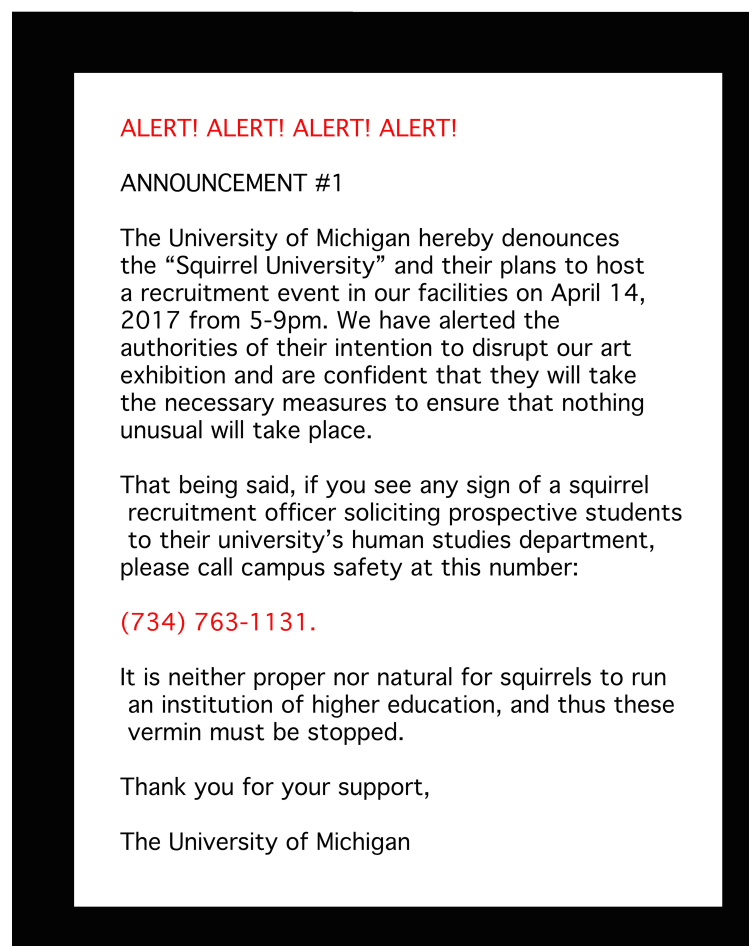 ALERT! ALERT! ALERT! ALERT!
ANNOUNCEMENT #1
The University of Michigan hereby denounces
the “Squirrel University” and their plans to host
a recruitment event in our facilities on April 14,
2017 from 5-9pm. We have alerted the
authorities of their intention to disrupt our art
exhibition and are confident that they will take
the necessary measures to ensure that nothing
unusual will take place.
That being said, if you see any sign of a squirrel
recruitment officer soliciting prospective students
to their university’s human studies department,
please call campus safety at this number:
(734) 763-1131.
It is neither proper nor natural for squirrels to run
an institution of higher education, and thus these
vermin must be stopped.
Thank you for your support,
The University of Michigan